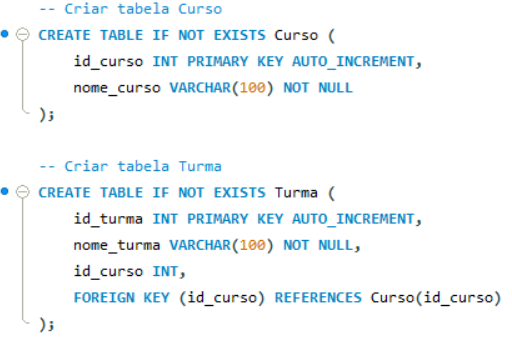 -- Criar tabela Curso
CREATE TABLE IF NOT EXISTS Curso (
id_curso INT PRIMARY KEY AUTO_INCREMENT,
nome_curso VARCHAR(100) NOT NULL
);
-- Criar tabela Turma
CREATE TABLE IF NOT EXISTS Turma (
id_turma INT PRIMARY KEY AUTO_INCREMENT,
nome_turma VARCHAR(100) NOT NULL,
id_curso INT,
FOREIGN KEY (id_curso) REFERENCES Curso(id_curso)
);